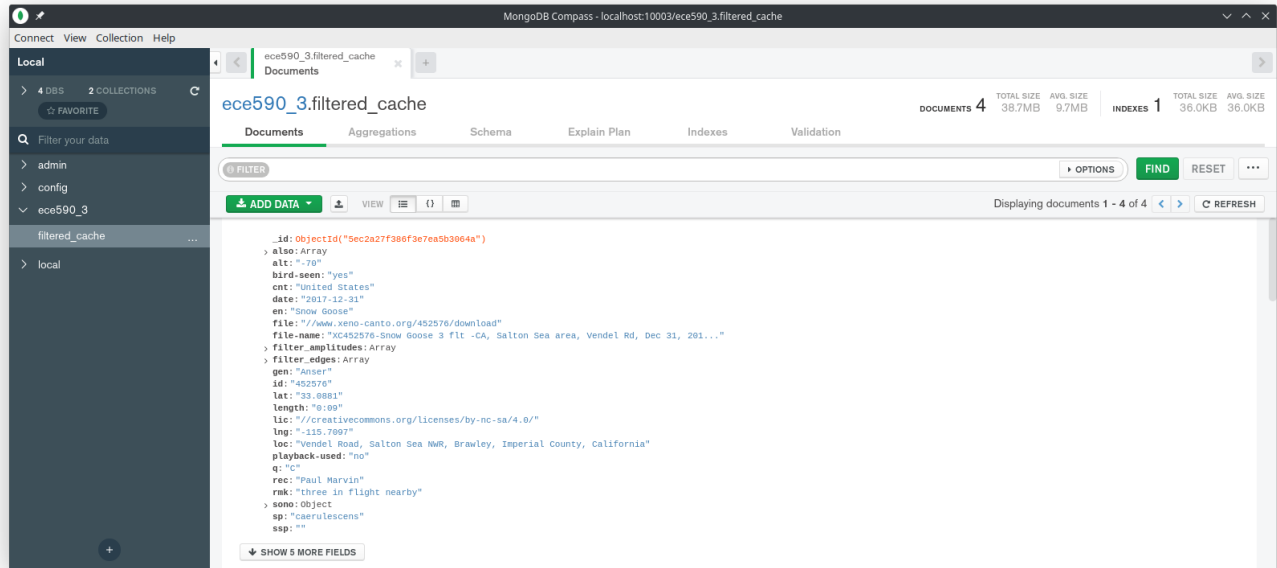 MongoDB Compass - localhost:10003/ece590_3.filtered_cache
Connect View Collection Help
Local
4 DBS 2 COLLECTIONS
☆ FAVORITE
Filter your data
admin
config
ece590_3
filtered_cache ...
local
ece590_3.filtered_cache
Documents
ece590_3.filtered_cache
DOCUMENTS 4 TOTAL SIZE 38.7MB AVG. SIZE 9.7MB INDEXES 1 TOTAL SIZE 36.0KB AVG. SIZE 36.0KB
Documents Aggregations Schema Explain Plan Indexes Validation
FILTER OPTIONS FIND RESET ...
ADD DATA VIEW {} Displaying documents 1 - 4 of 4 < > REFRESH
_id: ObjectId("5ec2a27f386f3e7ea5b3064a")
also: Array
alt: "-70"
bird-seen: "yes"
cnt: "United States"
date: "2017-12-31"
en: "Snow Goose"
file: "//www.xeno-canto.org/452576/download"
file-name: "XC452576-Snow Goose 3 flt -CA, Salton Sea area, Vendel Rd, Dec 31, 201..."
filter_amplitudes: Array
filter_edges: Array
gen: "Anser"
id: "452576"
lat: "33.0881"
length: "0:09"
lic: "//creativecommons.org/licenses/by-nc-sa/4.0/"
lng: "-115.7097"
loc: "Vendel Road, Salton Sea NWR, Brawley, Imperial County, California"
playback-used: "no"
q: "C"
rec: "Paul Marvin"
rmk: "three in flight nearby"
sono: Object
sp: "caerulescens"
ssp: ""
SHOW 5 MORE FIELDS